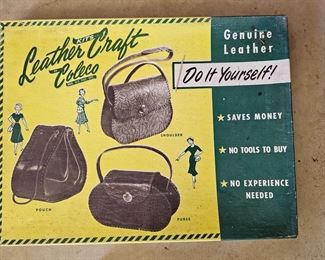 KITS
Leather Craft
by Coleco
Genuine
Leather
Do It Yourself!
★ SAVES MONEY
★ NO TOOLS TO BUY
★ NO EXPERIENCE
NEEDED
SHOULDER
POUCH
PURSE